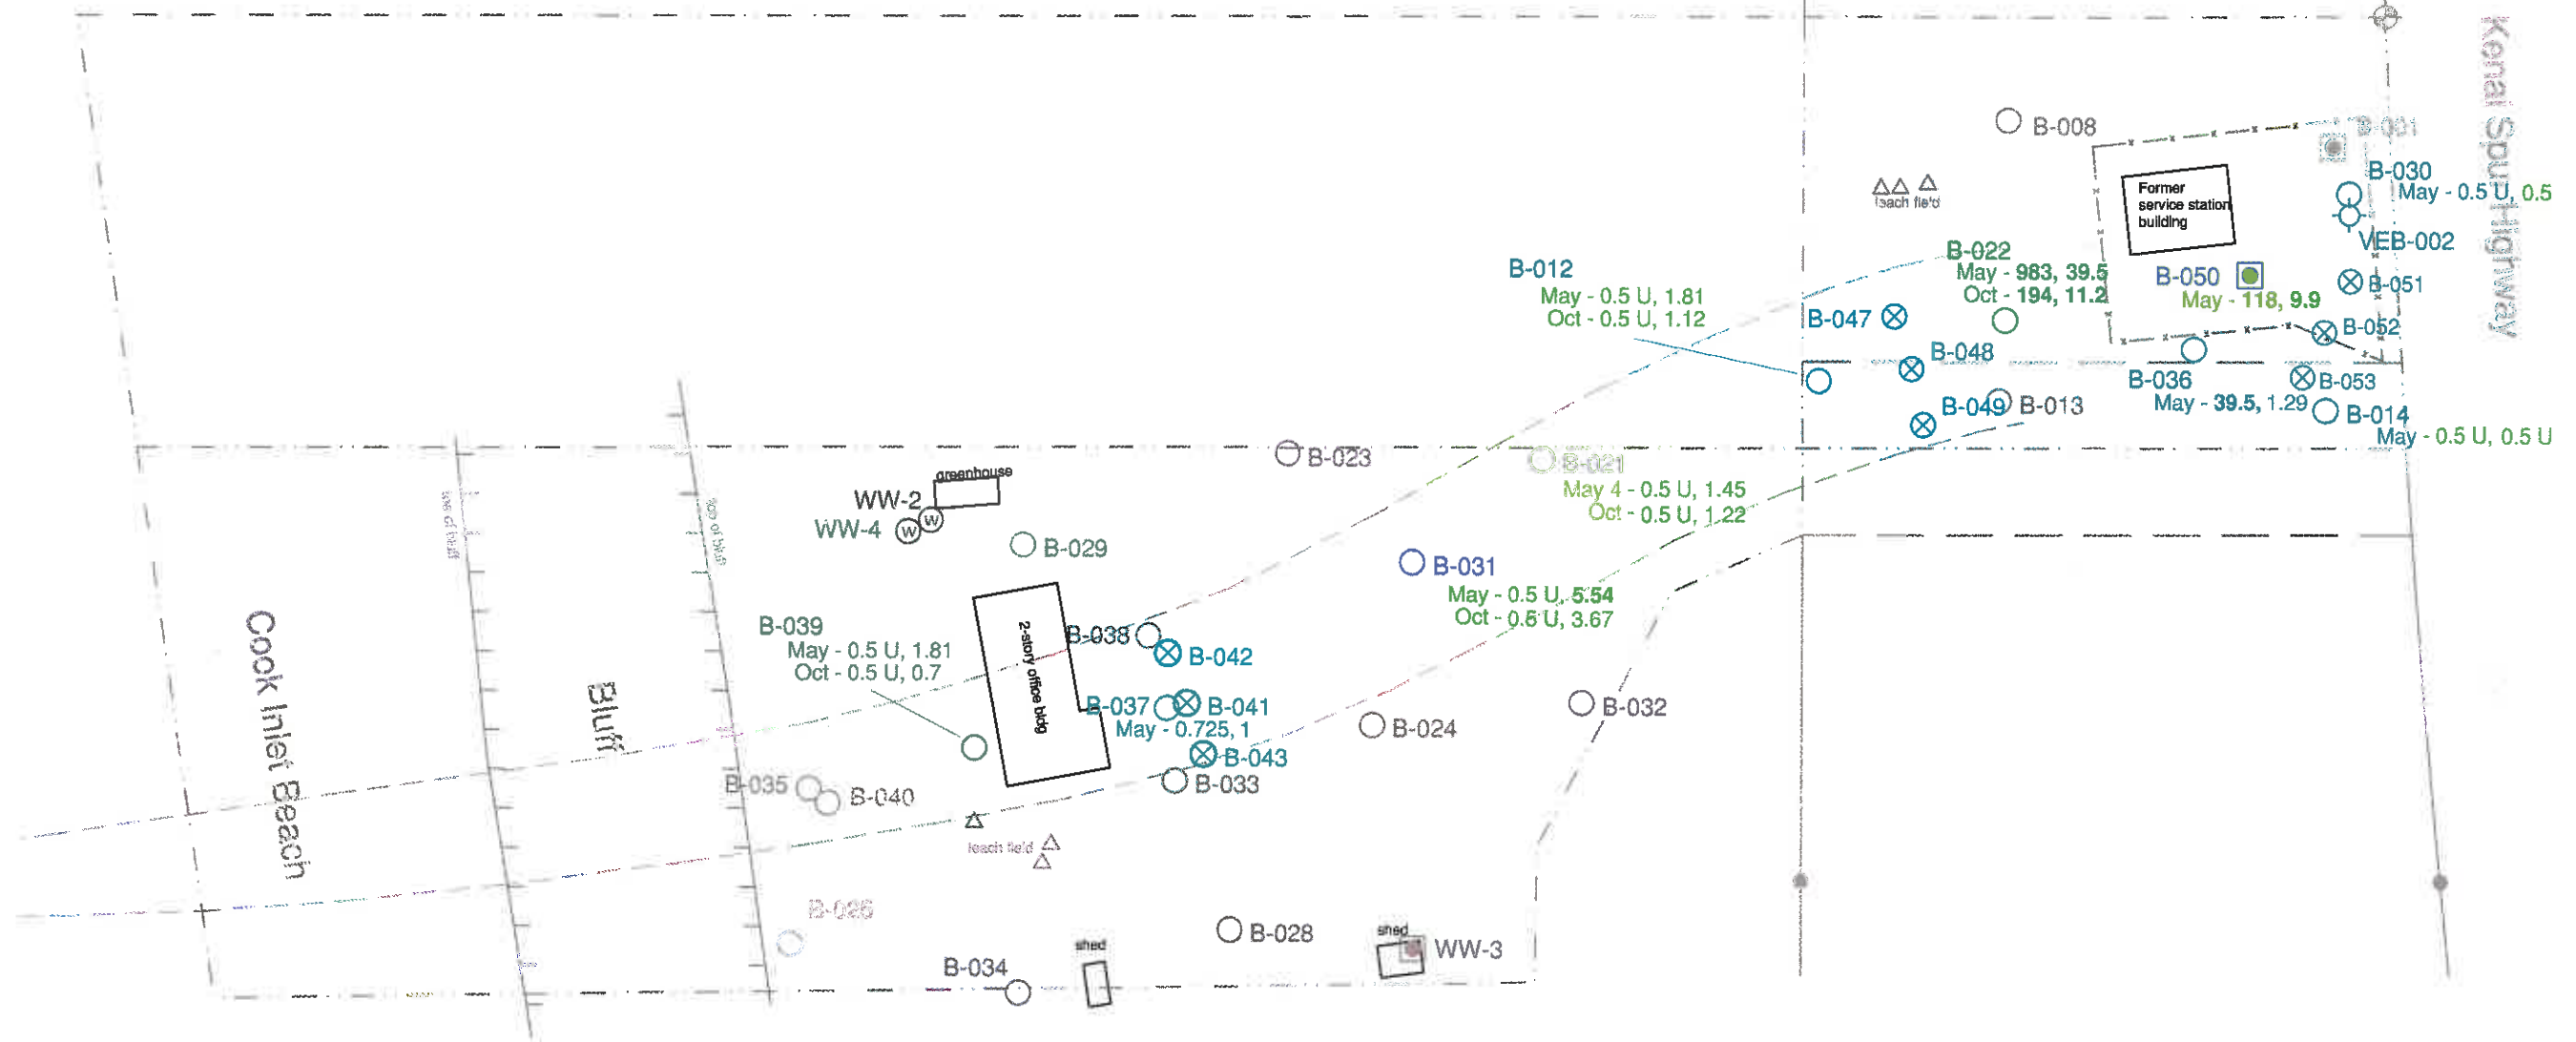 Kenai Spur Highway
B-008
B-001
B-030
May - 0.5 U, 0.5
leach field
Former
service station
building
VEB-002
B-022
May - 983, 39.5
Oct - 194, 11.2
B-050
May - 118, 9.9
B-051
B-012
May - 0.5 U, 1.81
Oct - 0.5 U, 1.12
B-047
B-048
B-052
B-036
May - 39.5, 1.29
B-053
B-049
B-013
B-014
May - 0.5 U, 0.5 U
B-023
B-021
May 4 - 0.5 U, 1.45
Oct - 0.5 U, 1.22
greenhouse
WW-2
WW-4
toe of bluff
top of bluff
B-029
B-031
May - 0.5 U, 5.54
Oct - 0.5 U, 3.67
B-039
May - 0.5 U, 1.81
Oct - 0.5 U, 0.7
2-story office bldg
B-038
B-042
Cook Inlet Beach
Bluff
B-037
B-041
May - 0.725, 1
B-032
B-024
B-043
B-033
B-035
B-040
leach field
B-026
B-028
shed
shed
WW-3
B-034